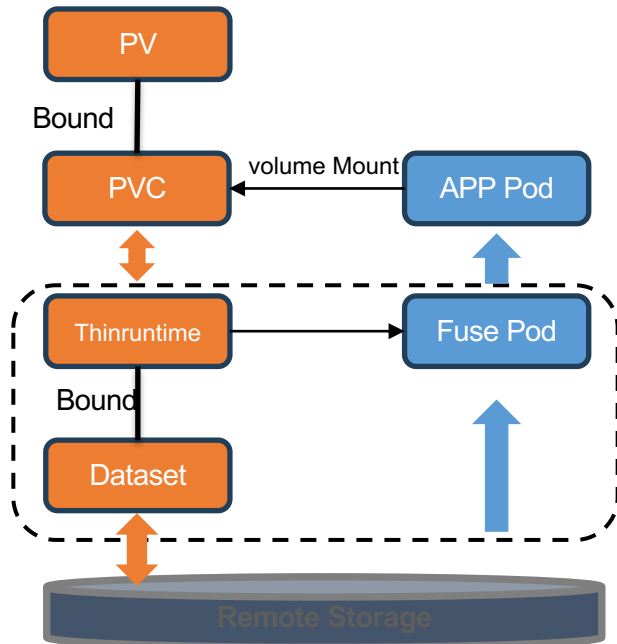 PV
Bound
PVC
volume Mount
APP Pod
Thinruntime
Fuse Pod
Bound
Dataset
Remote Storage